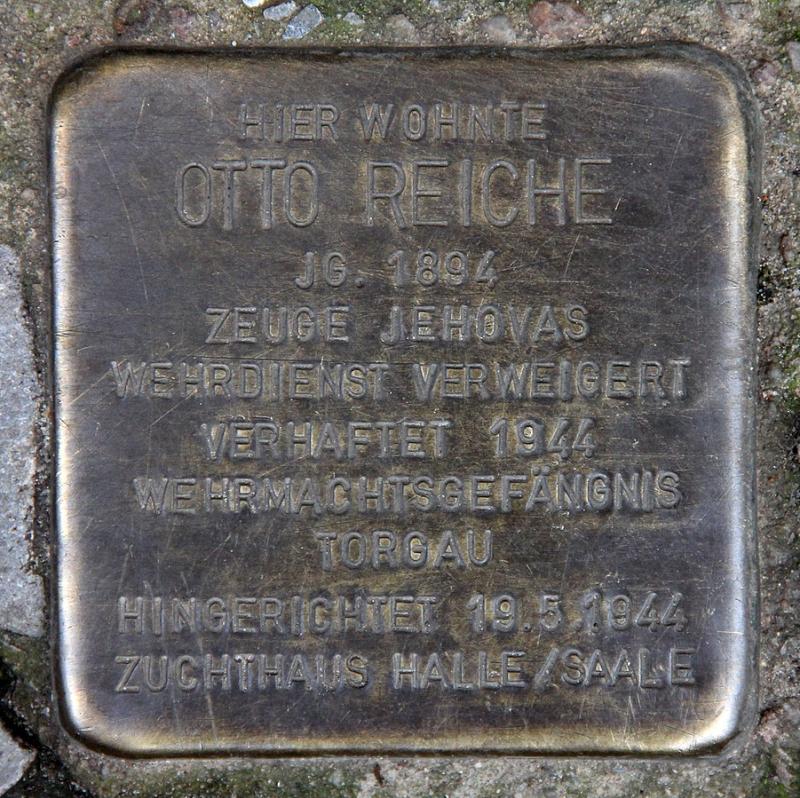 HIER WOHNTE
OTTO REICHE
JG. 1894
ZEUGE JEHOVAS
WEHRDIENST VERWEIGERT
VERHAFTET 1944
WEHRMACHTSGEFÄNGNIS
TORGAU
HINGERICHTET 19.5.1944
ZUCHTHAUS HALLE/SAALE